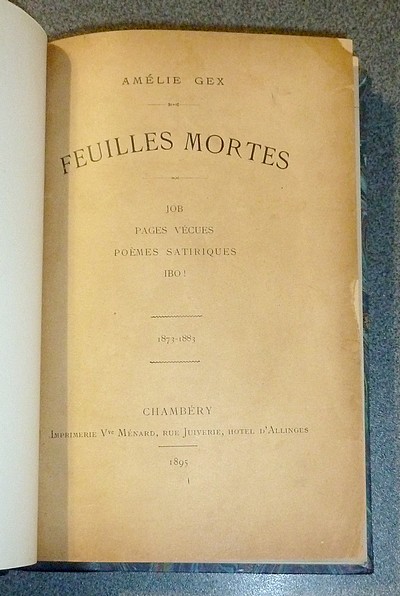 AMÉLIE GEX
FEUILLES MORTES
JOB
PAGES VÉCUES
POÈMES SATIRIQUES
IBO!
1873-1883
CHAMBÉRY
IMPRIMERIE Vve MÉNARD, RUE JUIVERIE, HOTEL D'ALLINGES
1895